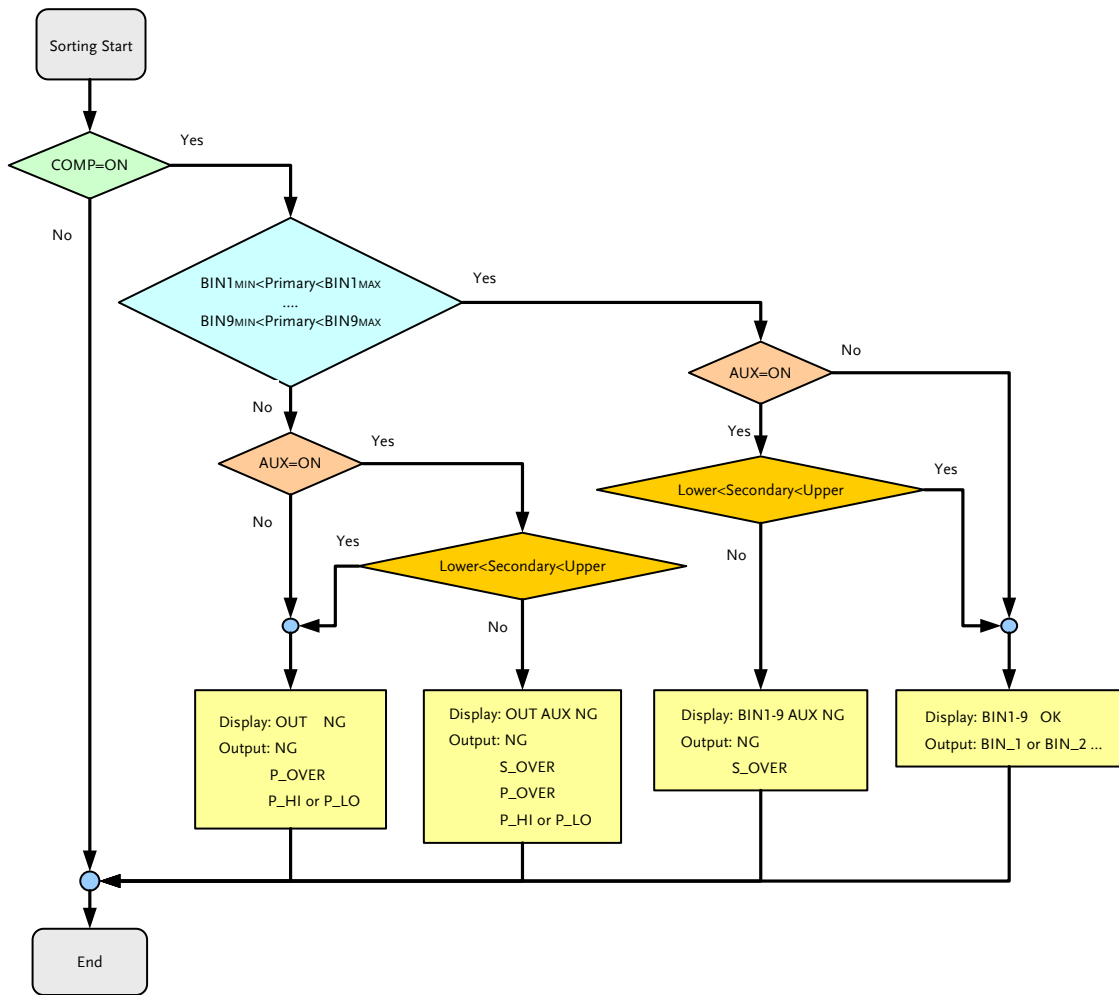 Sorting Start
Yes
COMP=ON
No
BIN1MIN<Primary<BIN1MAX
....
BIN9MIN<Primary<BIN9MAX
Yes
No
AUX=ON
No
AUX=ON
Yes
Yes
Lower<Secondary<Upper
Yes
No
Yes
Lower<Secondary<Upper
No
No
Display: OUT NG
Output: NG
P_OVER
P_HI or P_LO
Display: OUT AUX NG
Output: NG
S_OVER
P_OVER
P_HI or P_LO
Display: BIN1-9 AUX NG
Output: NG
S_OVER
Display: BIN1-9 OK
Output: BIN_1 or BIN_2 ...
End